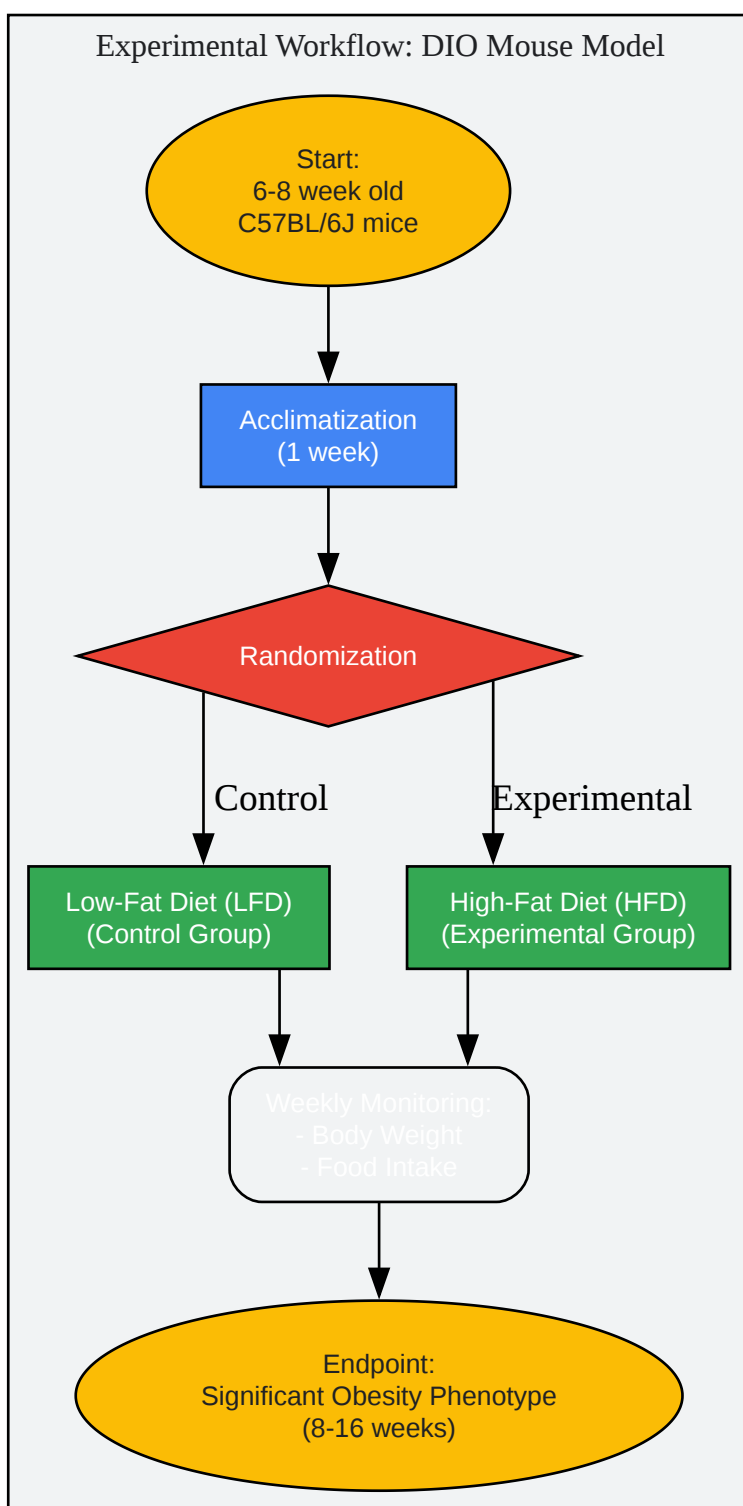 Experimental Workflow: DIO Mouse Model
Start:
6-8 week old
C57BL/6J mice
Acclimatization
(1 week)
Randomization
Control
Experimental
Low-Fat Diet (LFD)
(Control Group)
High-Fat Diet (HFD)
(Experimental Group)
Weekly Monitoring:
- Body Weight
- Food Intake
Endpoint:
Significant Obesity Phenotype
(8-16 weeks)